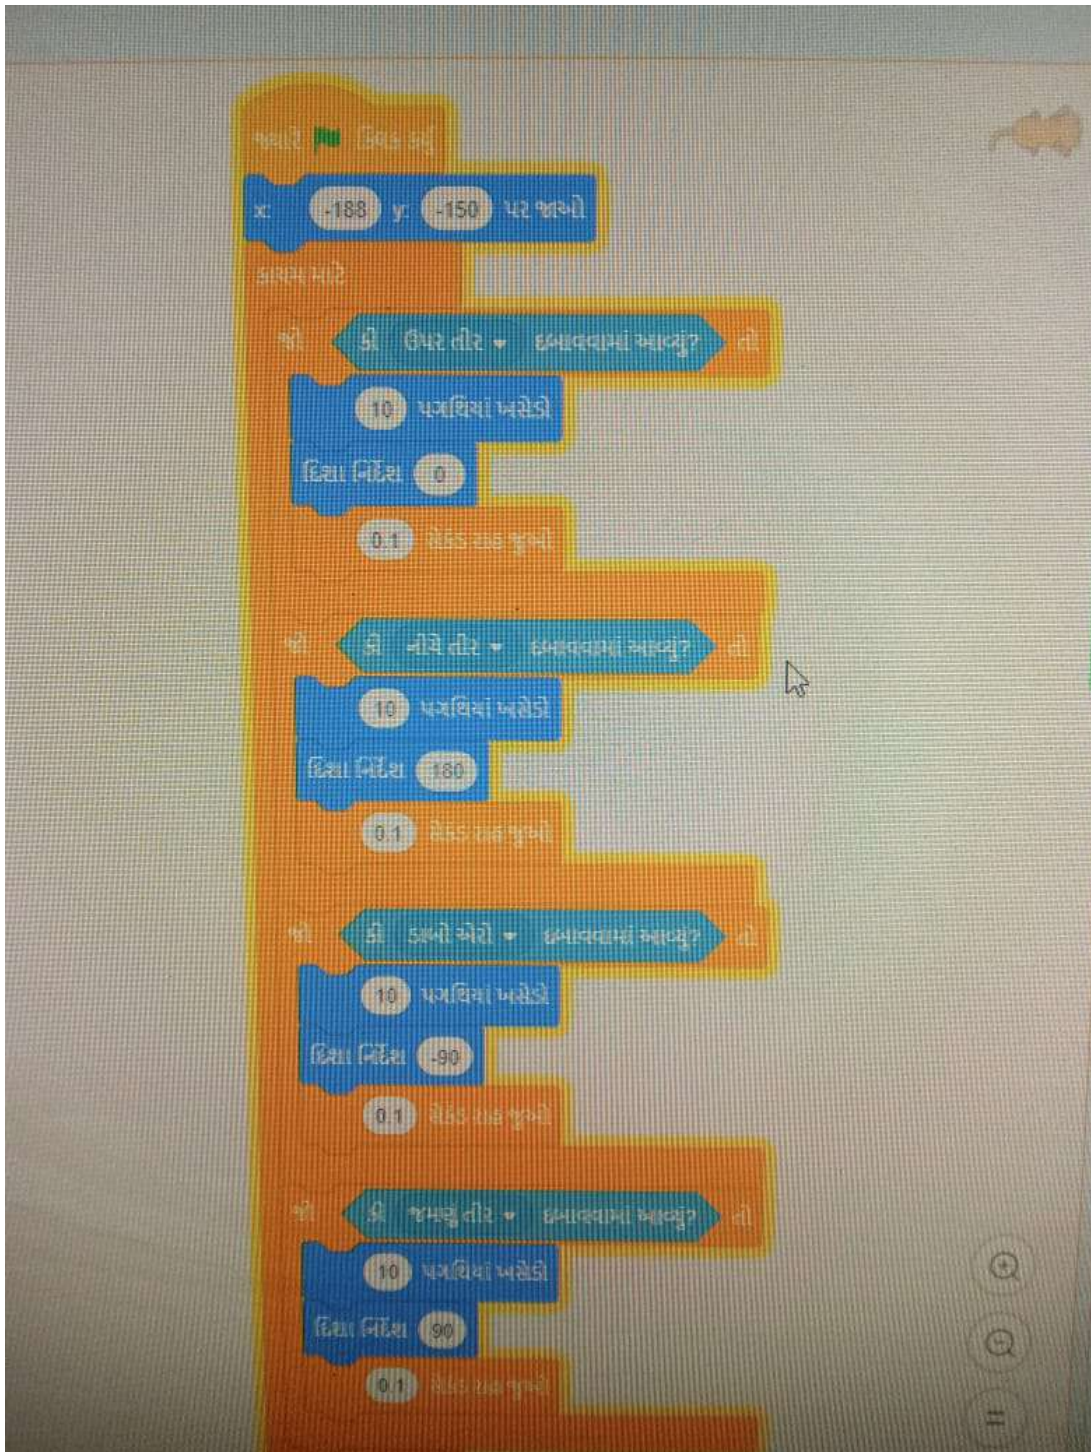 જ્યારે ક્લિક કર્યું
x: -188 y: -150 પર જાઓ
કાયમ માટે
જો કી ઉપર તીર દબાવવામાં આવ્યું? તો
10 પગથિયાં ખસેડો
દિશા નિર્દેશ 0
0.1 સેકંડ રાહ જુઓ
જો કી નીચે તીર દબાવવામાં આવ્યું? તો
10 પગથિયાં ખસેડો
દિશા નિર્દેશ 180
0.1 સેકંડ રાહ જુઓ
જો કી ડાબો એરો દબાવવામાં આવ્યું? તો
10 પગથિયાં ખસેડો
દિશા નિર્દેશ -90
0.1 સેકંડ રાહ જુઓ
જો કી જમણુ તીર દબાવવામાં આવ્યું? તો
10 પગથિયાં ખસેડો
દિશા નિર્દેશ 90
0.1 સેકંડ રાહ જુઓ